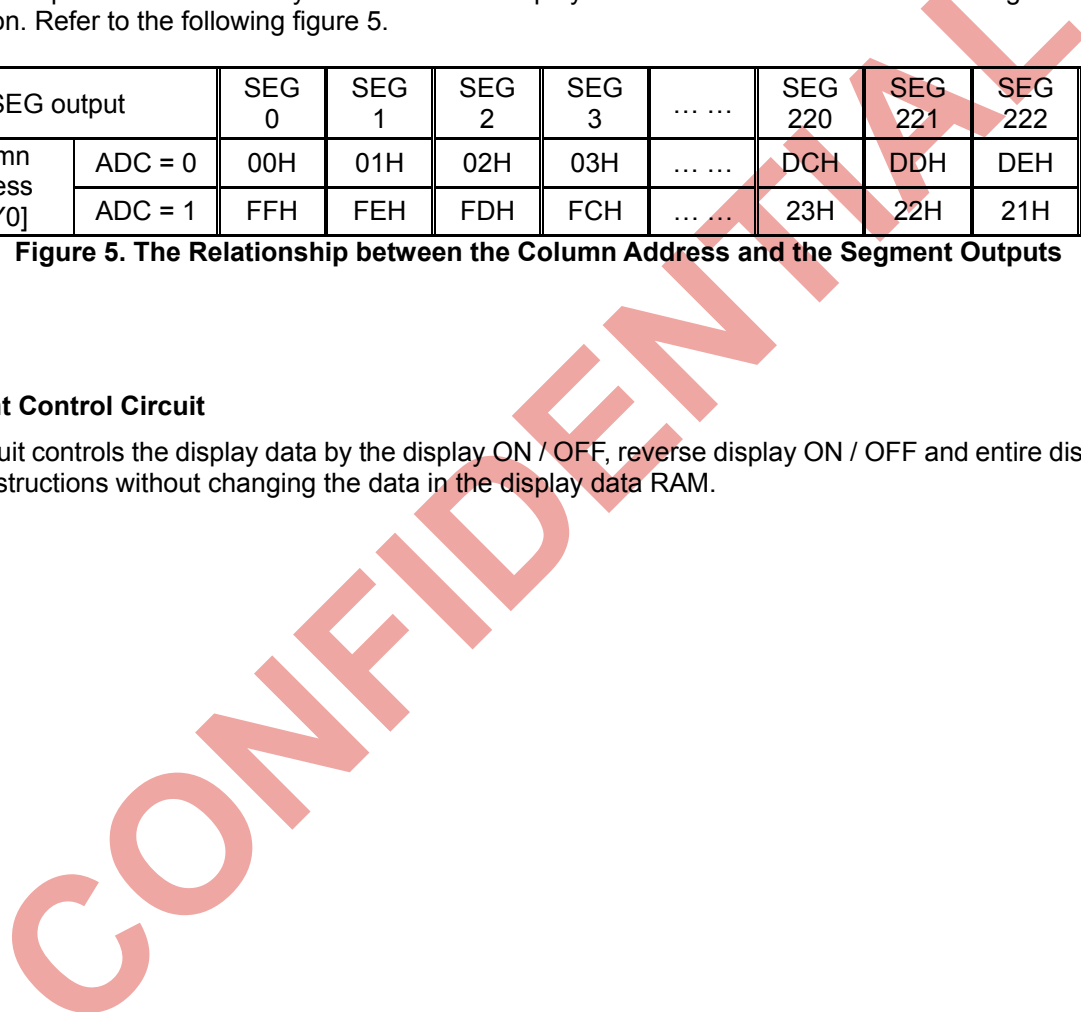 on. Refer to the following figure 5.
SEG output SEG 0 SEG 1 SEG 2 SEG 3 … … SEG 220 SEG 221 SEG 222
ADC = 0 00H 01H 02H 03H … … DCH DDH DEH
ADC = 1 FFH FEH FDH FCH … … 23H 22H 21H
Figure 5. The Relationship between the Column Address and the Segment Outputs
t Control Circuit
uit controls the display data by the display ON / OFF, reverse display ON / OFF and entire dis
structions without changing the data in the display data RAM.
CONFIDENTIAL